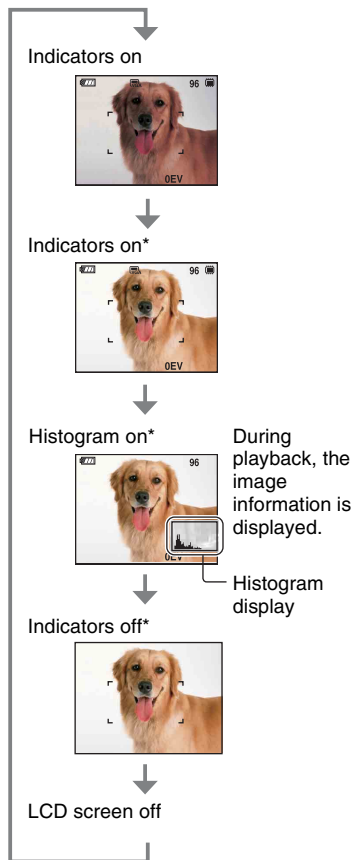 Indicators on
96
0EV
Indicators on*
96
0EV
Histogram on*
During
playback, the
image
information is
displayed.
96
Histogram
display
Indicators off*
LCD screen off